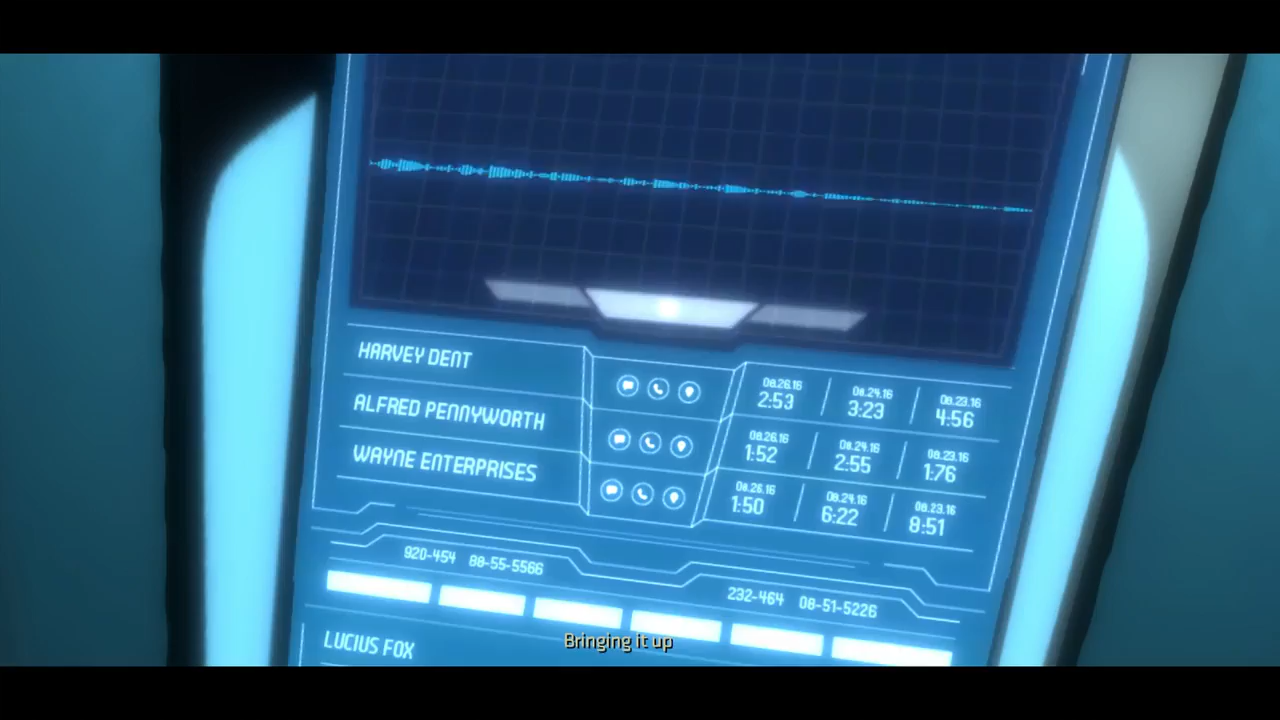 HARVEY DENT
08.26.16 08.24.16 08.23.16
2:53 3:23 4:56
ALFRED PENNYWORTH
08.26.16 08.24.16 08.23.16
1:52 2:55 1:76
WAYNE ENTERPRISES
08.26.16 08.24.16 08.23.16
1:50 6:22 8:51
920-454 88-55-5566
232-464 08-51-5226
LUCIUS FOX
Bringing it up